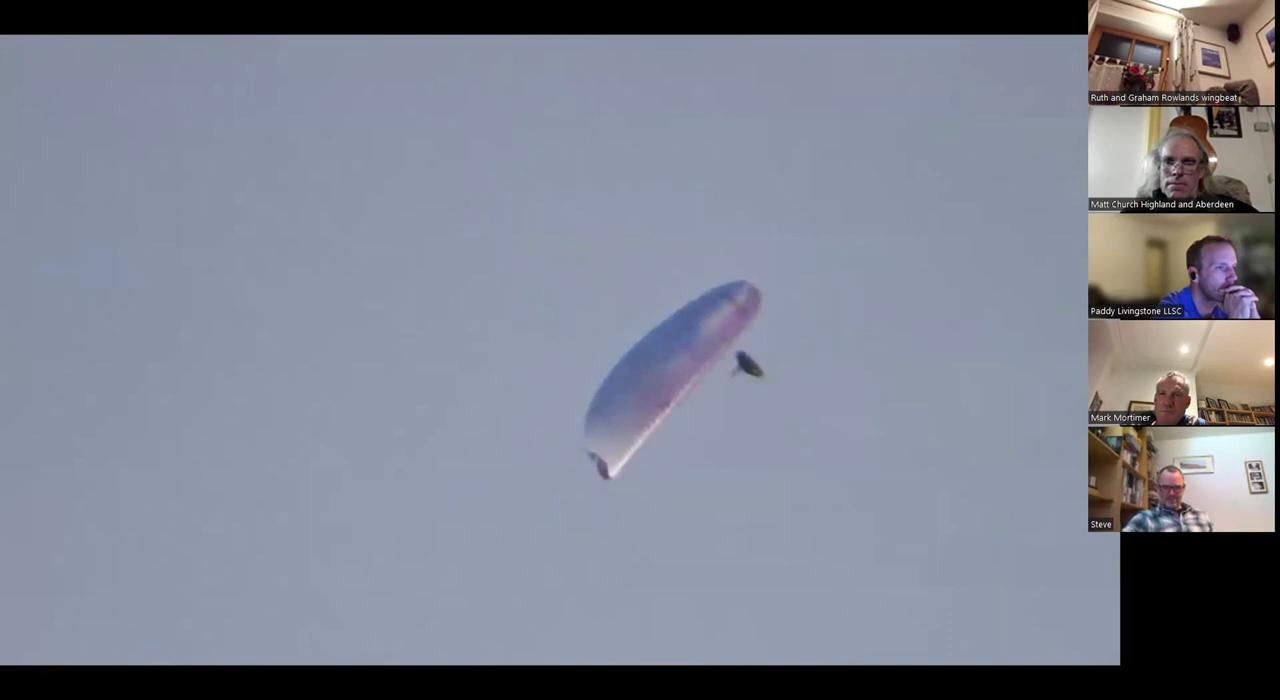 Ruth and Graham Rowlands wingbeat
Matt Church Highland and Aberdeen
Paddy Livingstone LLSC
Mark Mortimer
Steve